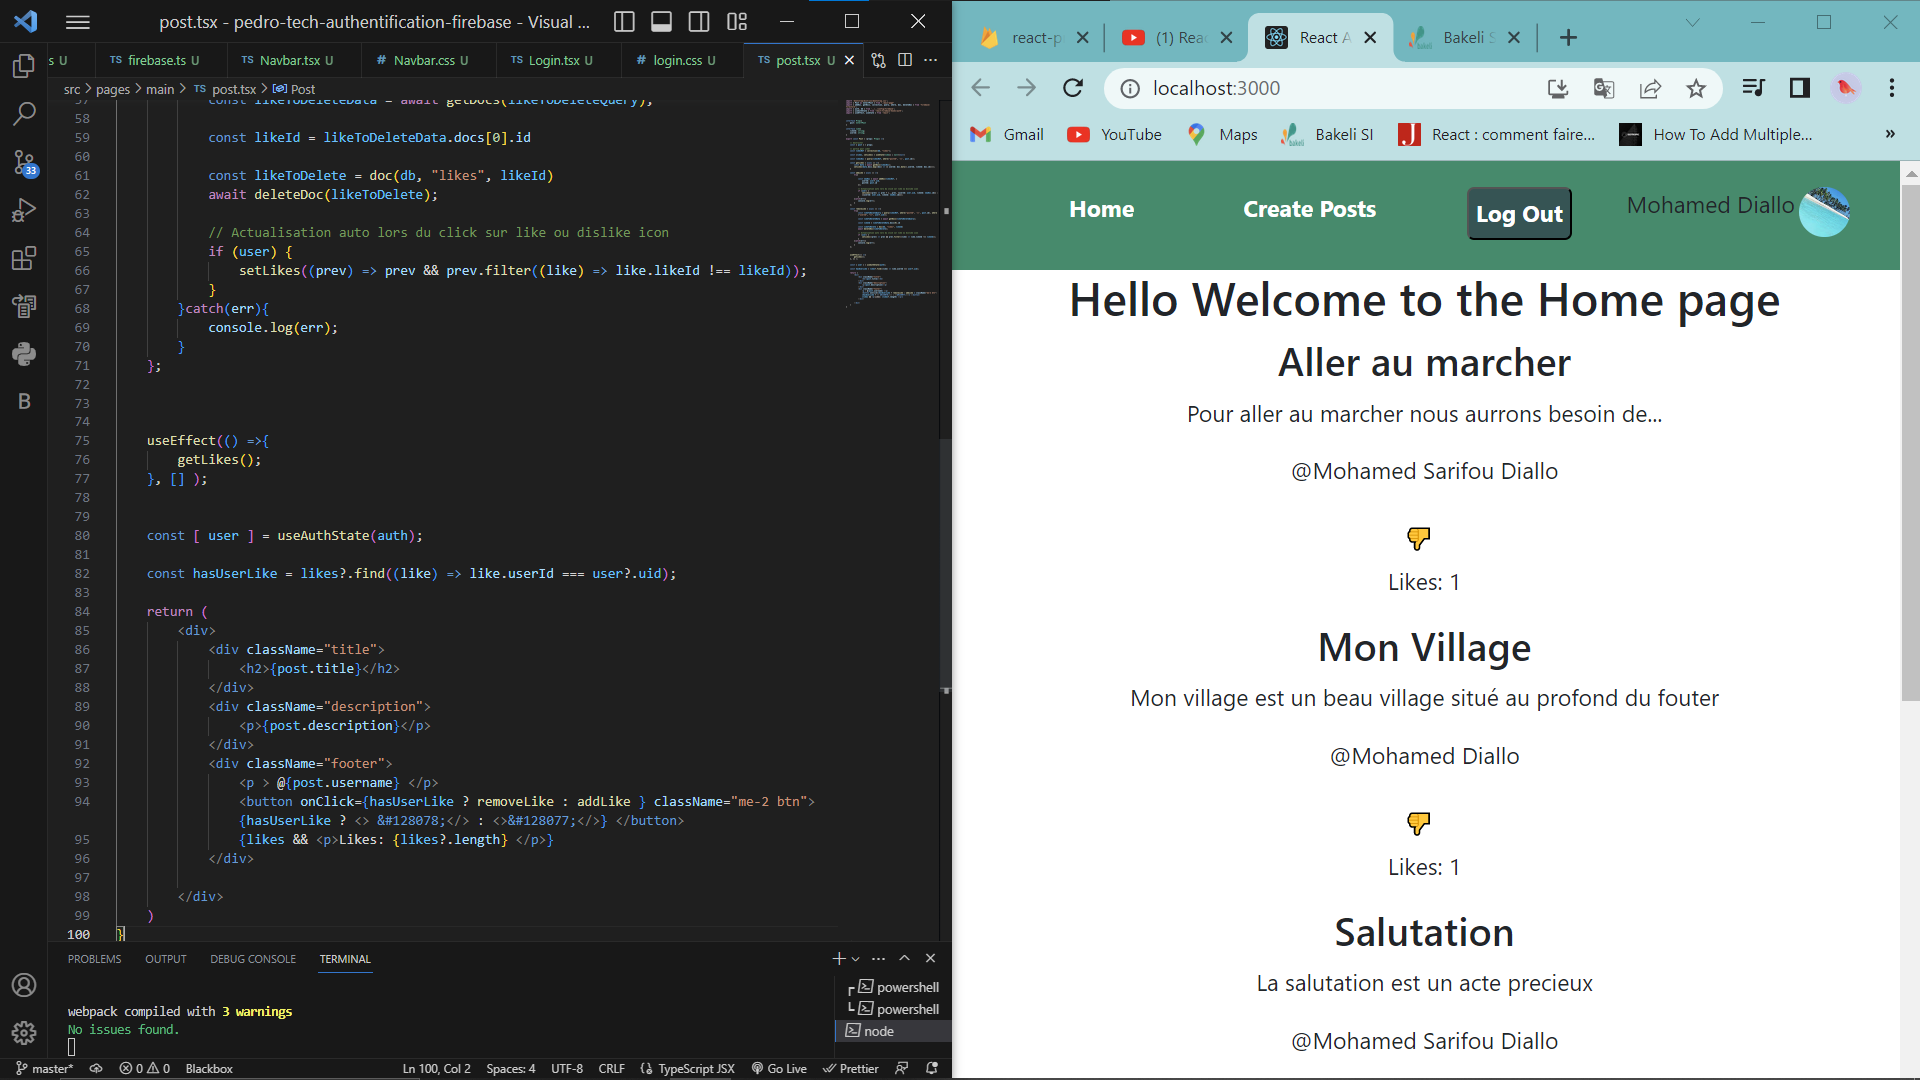 post.tsx - pedro-tech-authentification-firebase - Visual ...
s U
TS firebase.ts U
TS Navbar.tsx U
# Navbar.css U
TS Login.tsx U
# login.css U
TS post.tsx U
src > pages > main > TS post.tsx > Post
57 const likeToDeleteData = await getDocs(likeToDeleteQuery);
58
59 const likeId = likeToDeleteData.docs[0].id
60
61 const likeToDelete = doc(db, "likes", likeId)
62 await deleteDoc(likeToDelete);
63
64 // Actualisation auto lors du click sur like ou dislike icon
65 if (user) {
66 setLikes((prev) => prev && prev.filter((like) => like.likeId !== likeId));
67 }
68 }catch(err){
69 console.log(err);
70 }
71 };
72
73
74
75 useEffect(() =>{
76 getLikes();
77 }, [] );
78
79
80 const [ user ] = useAuthState(auth);
81
82 const hasUserLike = likes?.find((like) => like.userId === user?.uid);
83
84 return (
85 <div>
86 <div className="title">
87 <h2>{post.title}</h2>
88 </div>
89 <div className="description">
90 <p>{post.description}</p>
91 </div>
92 <div className="footer">
93 <p > @{post.username} </p>
94 <button onClick={hasUserLike ? removeLike : addLike } className="me-2 btn">
{hasUserLike ? <> &#128078;</> : <>&#128077;</>} </button>
95 {likes && <p>Likes: {likes?.length} </p>}
96 </div>
97
98 </div>
99 )
100 }
33
B
PROBLEMS OUTPUT DEBUG CONSOLE TERMINAL
webpack compiled with 3 warnings
No issues found.
powershell
powershell
node
master* 0 0 Blackbox Ln 100, Col 2 Spaces: 4 UTF-8 CRLF TypeScript JSX Go Live Prettier
react-p
(1) Reac
React A
Bakeli S
localhost:3000
Gmail YouTube Maps Bakeli SI React : comment faire... How To Add Multiple... »
Home Create Posts Log Out Mohamed Diallo
Hello Welcome to the Home page
Aller au marcher
Pour aller au marcher nous aurrons besoin de...
@Mohamed Sarifou Diallo
👎
Likes: 1
Mon Village
Mon village est un beau village situé au profond du fouter
@Mohamed Diallo
👎
Likes: 1
Salutation
La salutation est un acte precieux
@Mohamed Sarifou Diallo